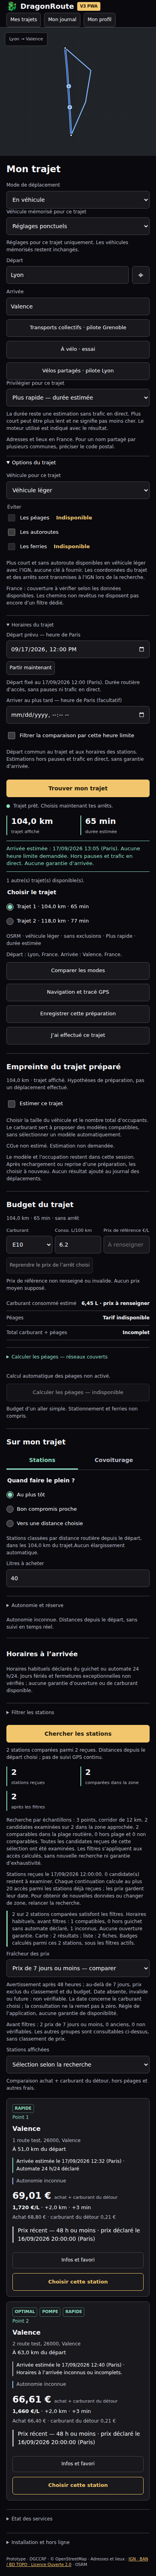 DragonRoute V3 PWA
Mes trajets
Mon journal
Mon profil
Lyon → Valence
Mon trajet
Mode de déplacement
En véhicule
Véhicule mémorisé pour ce trajet
Réglages ponctuels
Réglages pour ce trajet uniquement. Les véhicules
mémorisés restent inchangés.
Départ
Lyon
Arrivée
Valence
Transports collectifs · pilote Grenoble
À vélo · essai
Vélos partagés · pilote Lyon
Privilégier pour ce trajet
Plus rapide — durée estimée
La durée reste une estimation sans trafic en direct. Plus
court peut être plus lent et ne signifie pas moins cher. Le
moteur utilisé est indiqué avec le résultat.
Adresses et lieux en France. Pour un nom partagé par
plusieurs communes, préciser le code postal.
▼ Options du trajet
Véhicule pour ce trajet
Véhicule léger
Éviter
Les péages Indisponible
Les autoroutes
Les ferries Indisponible
Plus court et sans autoroute disponibles en véhicule léger
via l'IGN, jusqu'à deux arrêts. Les coordonnées du trajet
et des arrêts sont transmises à l'IGN lors de la recherche.
France : couverture à vérifier selon les données
disponibles. Les chemins non revêtus ne disposent pas
encore d'un filtre dédié.
▼ Horaires du trajet
Départ prévu — heure de Paris
09/17/2026, 12:00 PM
Partir maintenant
Départ fixé au 17/09/2026 12:00 (Paris). Durée routière
d'accès, sans pauses ni trafic en direct.
Arriver au plus tard — heure de Paris (facultatif)
mm/dd/yyyy, --:-- --
Filtrer la comparaison par cette heure limite
Départ commun au trajet et aux horaires des stations.
Estimations hors pauses et trafic en direct, sans garantie
d'arrivée.
Trouver mon trajet
Trajet prêt. Choisis maintenant tes arrêts.
104,0 km
trajet affiché
65 min
durée estimée
Arrivée estimée : 17/09/2026 13:05 (Paris). Aucune
heure limite demandée. Hors pauses et trafic en
direct. Aucune garantie d'arrivée.
1 autre(s) trajet(s) disponible(s).
Choisir le trajet
Trajet 1 · 104,0 km · 65 min
Trajet 2 · 118,0 km · 77 min
OSRM · véhicule léger · sans exclusions · Plus rapide ·
durée estimée
Départ : Lyon, France. Arrivée : Valence, France.
Comparer les modes
Navigation et tracé GPS
Enregistrer cette préparation
J'ai effectué ce trajet
Empreinte du trajet préparé
104,0 km · trajet affiché. Hypothèses de préparation, pas
un déplacement effectué.
Estimer ce trajet
Choisir la taille du véhicule et le nombre total d'occupants.
Le carburant sert à proposer des modèles compatibles,
sans sélectionner un modèle automatiquement.
CO₂e non estimé. Estimation non demandée.
Le modèle et l'occupation restent dans cette session.
Après rechargement ou reprise d'une préparation, les
choisir à nouveau. Aucun résultat ajouté au journal des
déplacements.
Budget du trajet
104,0 km · 65 min · sans arrêt
Carburant
E10
Conso. L/100 km
6.2
Prix de référence €/L
À renseigner
Reprendre le prix de l'arrêt choisi
Prix de référence non renseigné ou invalide. Aucun prix
moyen supposé.
Carburant consommé estimé 6,45 L · prix à renseigner
Péages Tarif indisponible
Total carburant + péages Incomplet
▶ Calculer les péages — réseaux couverts
Calcul automatique des péages non activé.
Calculer les péages — indisponible
Budget d'un aller simple. Stationnement et ferries non
compris.
Sur mon trajet
Stations
Covoiturage
Quand faire le plein ?
Au plus tôt
Bon compromis proche
Vers une distance choisie
Stations classées par distance routière depuis le départ,
dans les 104,0 km du trajet.Aucun élargissement
automatique.
Litres à acheter
40
▶ Autonomie et réserve
Autonomie inconnue. Distances depuis le départ, sans
suivi en temps réel.
Horaires à l'arrivée
Horaires habituels déclarés du guichet ou automate 24
h/24. Jours fériés et fermetures exceptionnelles non
vérifiés : aucune garantie d'ouverture ou de carburant
disponible.
▶ Filtrer les stations
Chercher les stations
2 stations comparées parmi 2 reçues. Distances depuis le
départ choisi ; pas de suivi GPS continu.
2
stations reçues
2
comparées dans la zone
2
après les filtres
Recherche par échantillons : 3 points, corridor de 12 km. 2
candidates examinées sur 2 dans la zone approchée. 2
comparables dans la plage routière, 0 hors plage et 0 non
comparables. Toutes les candidates reçues de cette
sélection ont été examinées. Les filtres s'appliquent aux
accès calculés, sans nouvelle recherche ni garantie
d'exhaustivité.
Stations reçues le 17/09/2026 12:00:00. 0 candidate(s)
restent à examiner. Chaque continuation calcule au plus
20 accès parmi les stations déjà reçues ; les prix gardent
leur date. Pour obtenir de nouvelles données ou changer
de zone, relancer la recherche.
2 sur 2 stations comparées satisfont les filtres. Horaires
habituels, avant filtres : 1 compatibles, 0 hors guichet
sans automate déclaré, 1 inconnus. Aucune ouverture
garantie. Carte : 2 résultats ; liste : 2 fiches. Badges
calculés parmi ces 2 stations, sous les filtres actifs.
Fraîcheur des prix
Prix de 7 jours ou moins — comparer
Avertissement après 48 heures ; au-delà de 7 jours, prix
exclu du classement et du budget. Date absente, invalide
ou future : non vérifiable. La date concerne le carburant
choisi ; la consultation ne la remet pas à zéro. Règle de
l'application, aucune garantie de disponibilité.
Avant filtres : 2 prix de 7 jours ou moins, 0 anciens, 0 non
vérifiables. Les autres restent consultables ci-dessus,
sans classement de prix.
Stations affichées
Sélection selon la recherche
Comparaison achat + carburant du détour, hors péages et
autres frais.
RAPIDE
Point 1
Valence
1 route test, 26000, Valence
À 51,0 km du départ
Arrivée estimée le 17/09/2026 12:32 (Paris) ·
Automate 24 h/24 déclaré
Autonomie inconnue
69,01 € achat + carburant du détour
1,720 €/L · +2,0 km · +3 min
Achat 68,80 € · carburant du détour 0,21 €
Prix récent — 48 h ou moins · prix déclaré le
16/09/2026 20:00:00 (Paris)
Infos et favori
Choisir cette station
OPTIMAL POMPE RAPIDE
Point 2
Valence
2 route test, 26000, Valence
À 63,0 km du départ
Arrivée estimée le 17/09/2026 12:40 (Paris) ·
Horaires à l'arrivée inconnus ou incomplets.
Autonomie inconnue
66,61 € achat + carburant du détour
1,660 €/L · +2,0 km · +3 min
Achat 66,40 € · carburant du détour 0,21 €
Prix récent — 48 h ou moins · prix déclaré le
16/09/2026 20:00:00 (Paris)
Infos et favori
Choisir cette station
▶ État des services
▶ Installation et hors ligne
Prototype · DGCCRF · © OpenStreetMap · Adresses et lieux : IGN · BAN
/ BD TOPO · Licence Ouverte 2.0 · OSRM